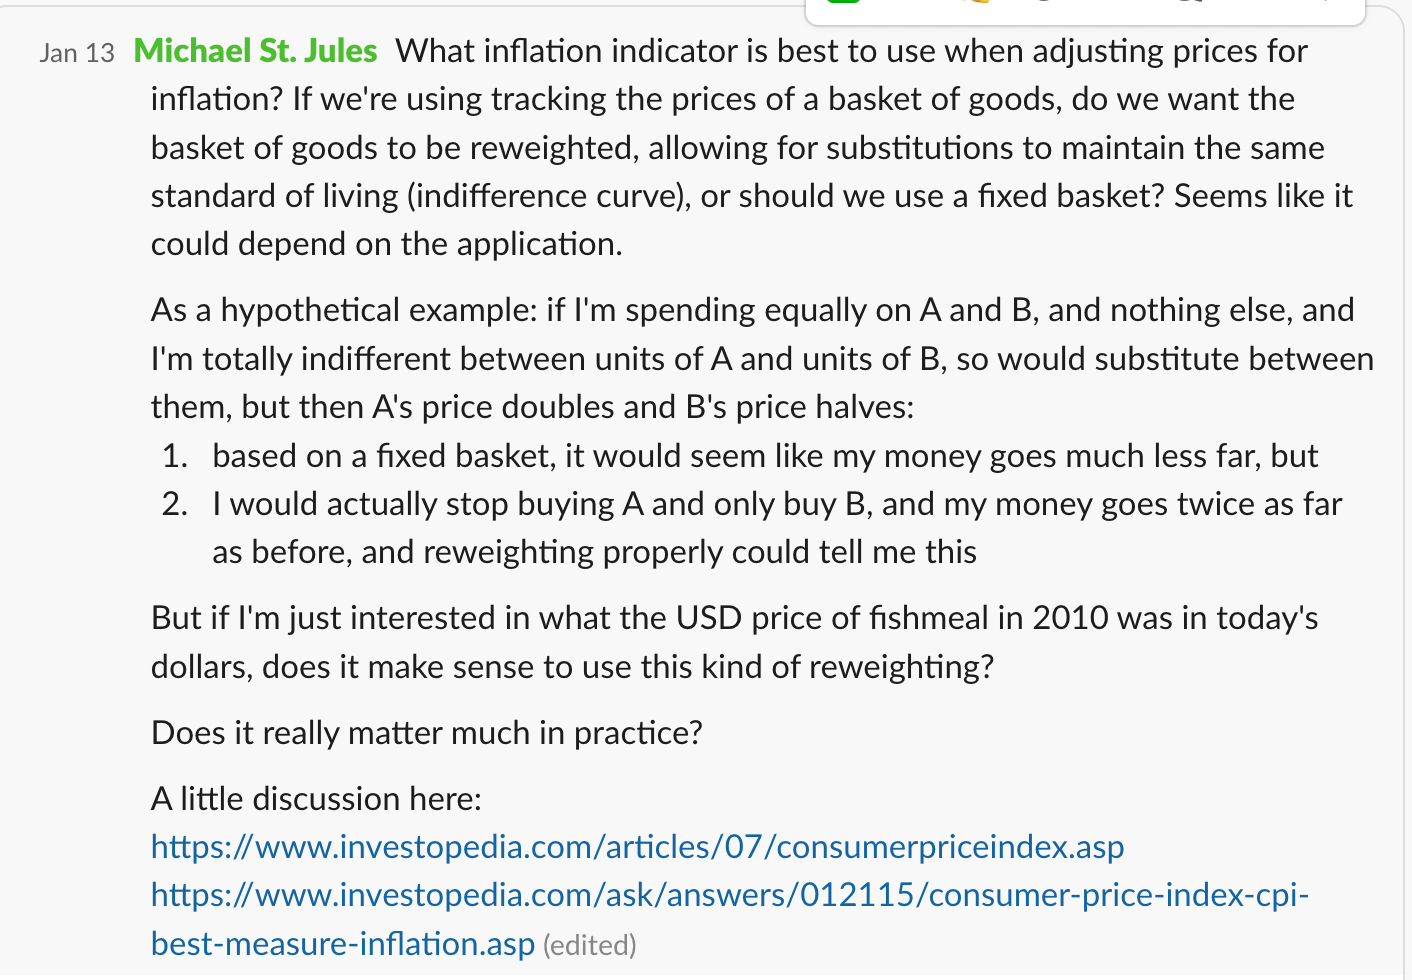 Jan 13 Michael St. Jules What inflation indicator is best to use when adjusting prices for
inflation? If we're using tracking the prices of a basket of goods, do we want the
basket of goods to be reweighted, allowing for substitutions to maintain the same
standard of living (indifference curve), or should we use a fixed basket? Seems like it
could depend on the application.
As a hypothetical example: if I'm spending equally on A and B, and nothing else, and
I'm totally indifferent between units of A and units of B, so would substitute between
them, but then A's price doubles and B's price halves:
1. based on a fixed basket, it would seem like my money goes much less far, but
2. I would actually stop buying A and only buy B, and my money goes twice as far
as before, and reweighting properly could tell me this
But if I'm just interested in what the USD price of fishmeal in 2010 was in today's
dollars, does it make sense to use this kind of reweighting?
Does it really matter much in practice?
A little discussion here:
https://www.investopedia.com/articles/07/consumerpriceindex.asp
https://www.investopedia.com/ask/answers/012115/consumer-price-index-cpi-
best-measure-inflation.asp (edited)